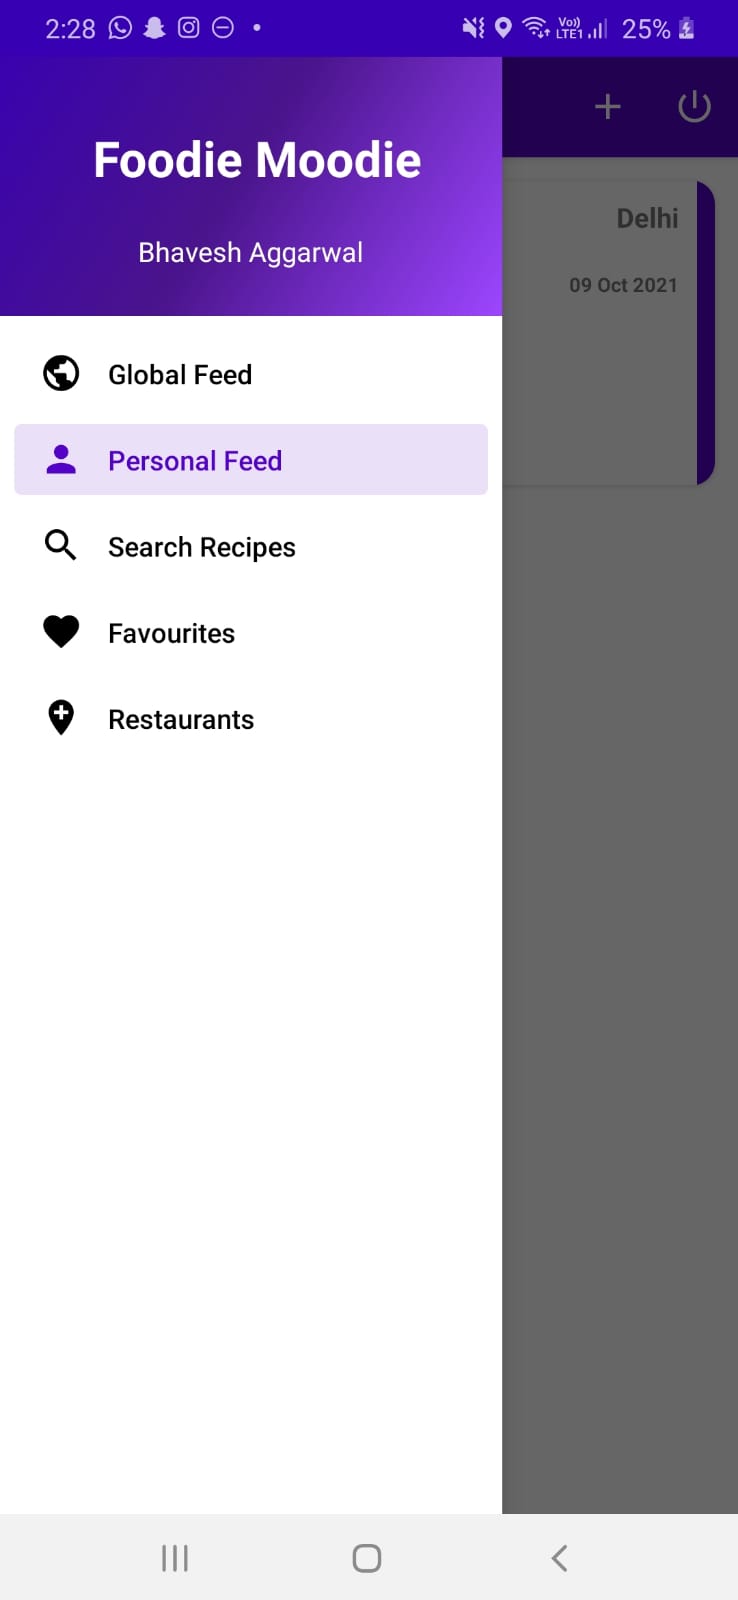 2:28 Vo)) LTE1 25%
Foodie Moodie
Bhavesh Aggarwal
Delhi
09 Oct 2021
Global Feed
Personal Feed
Search Recipes
Favourites
Restaurants